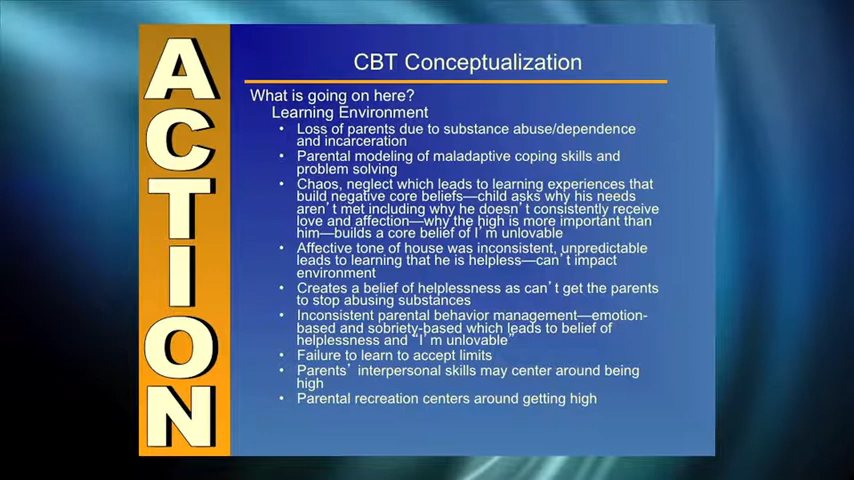 ACTION
CBT Conceptualization
What is going on here?
Learning Environment
• Loss of parents due to substance abuse/dependence
and incarceration
• Parental modeling of maladaptive coping skills and
problem solving
• Chaos, neglect which leads to learning experiences that
build negative core beliefs—child asks why his needs
aren't met including why he doesn't consistently receive
love and affection—why the high is more important than
him—builds a core belief of I'm unlovable
• Affective tone of house was inconsistent, unpredictable
leads to learning that he is helpless—can't impact
environment
• Creates a belief of helplessness as can't get the parents
to stop abusing substances
• Inconsistent parental behavior management—emotion-
based and sobriety-based which leads to belief of
helplessness and "I'm unlovable"
• Failure to learn to accept limits
• Parents' interpersonal skills may center around being
high
• Parental recreation centers around getting high